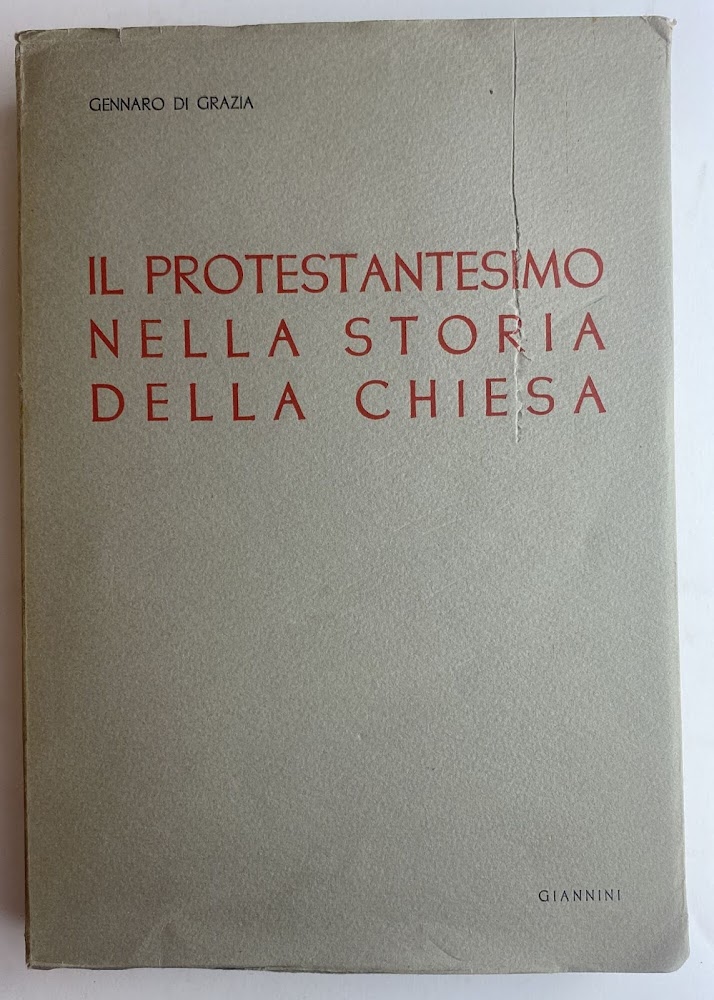 GENNARO DI GRAZIA
IL PROTESTANTESIMO
NELLA STORIA
DELLA CHIESA
GIANNINI